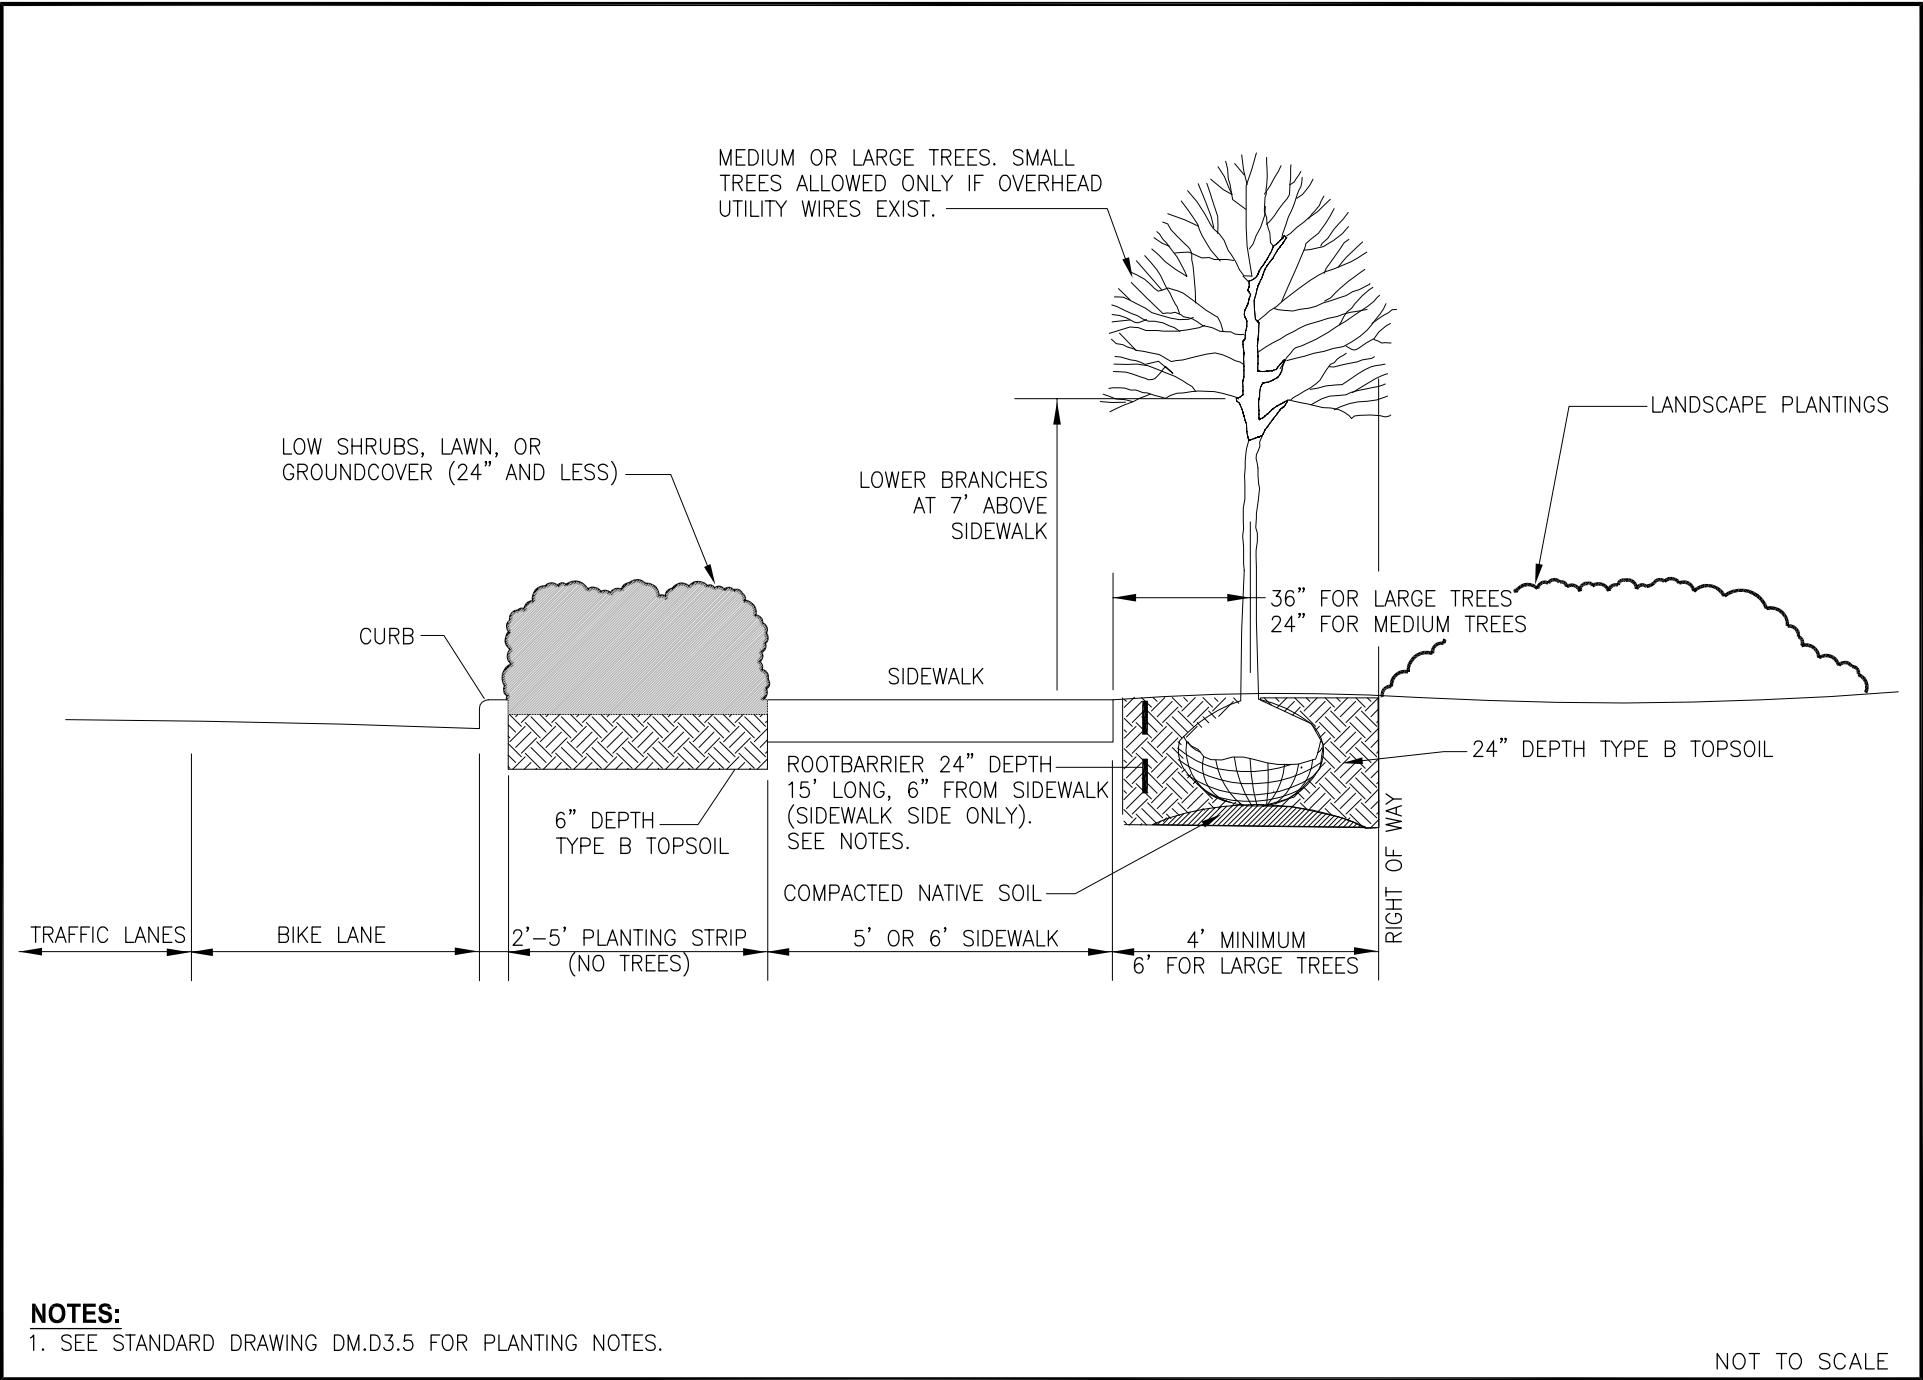 MEDIUM OR LARGE TREES. SMALL
TREES ALLOWED ONLY IF OVERHEAD
UTILITY WIRES EXIST.
LANDSCAPE PLANTINGS
LOW SHRUBS, LAWN, OR
GROUNDCOVER (24” AND LESS)
LOWER BRANCHES
AT 7’ ABOVE
SIDEWALK
36” FOR LARGE TREES
24” FOR MEDIUM TREES
CURB
SIDEWALK
24” DEPTH TYPE B TOPSOIL
ROOTBARRIER 24” DEPTH
15’ LONG, 6” FROM SIDEWALK
(SIDEWALK SIDE ONLY).
SEE NOTES.
6” DEPTH
TYPE B TOPSOIL
COMPACTED NATIVE SOIL
RIGHT OF WAY
TRAFFIC LANES
BIKE LANE
2’–5’ PLANTING STRIP
(NO TREES)
5’ OR 6’ SIDEWALK
4’ MINIMUM
6’ FOR LARGE TREES
NOTES:
1. SEE STANDARD DRAWING DM.D3.5 FOR PLANTING NOTES.
NOT TO SCALE